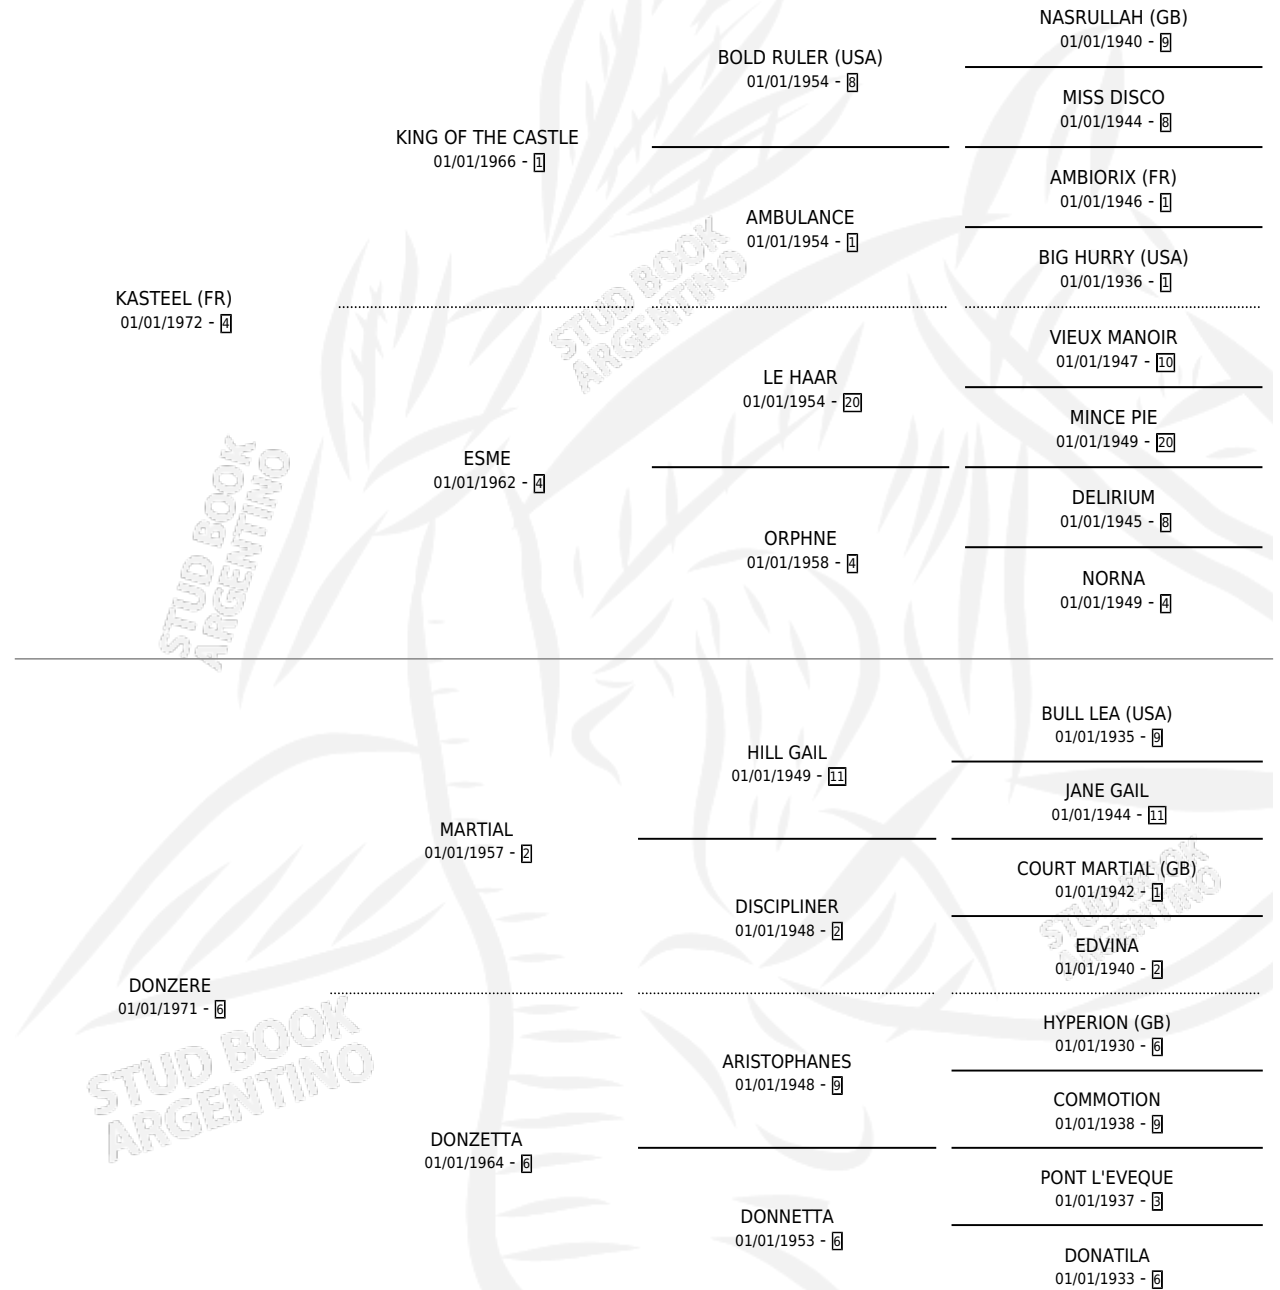 NASRULLAH (GB)
01/01/1940 - 9
BOLD RULER (USA)
01/01/1954 - 8
MISS DISCO
01/01/1944 - 8
KING OF THE CASTLE
01/01/1966 - 1
AMBIORIX (FR)
01/01/1946 - 1
AMBULANCE
01/01/1954 - 1
BIG HURRY (USA)
01/01/1936 - 1
KASTEEL (FR)
01/01/1972 - 4
VIEUX MANOIR
01/01/1947 - 10
LE HAAR
01/01/1954 - 20
MINCE PIE
01/01/1949 - 20
ESME
01/01/1962 - 4
DELIRIUM
01/01/1945 - 8
ORPHNE
01/01/1958 - 4
NORNA
01/01/1949 - 4
STUD BOOK
ARGENTINO
STUD BOOK
ARGENTINO
BULL LEA (USA)
01/01/1935 - 9
HILL GAIL
01/01/1949 - 11
JANE GAIL
01/01/1944 - 11
MARTIAL
01/01/1957 - 2
COURT MARTIAL (GB)
01/01/1942 - 1
DISCIPLINER
01/01/1948 - 2
EDVINA
01/01/1940 - 2
DONZERE
01/01/1971 - 6
HYPERION (GB)
01/01/1930 - 6
ARISTOPHANES
01/01/1948 - 9
COMMOTION
01/01/1938 - 9
DONZETTA
01/01/1964 - 6
PONT L'EVEQUE
01/01/1937 - 3
DONNETTA
01/01/1953 - 6
DONATILA
01/01/1933 - 6
STUD BOOK
ARGENTINO
STUD BOOK
ARGENTINO